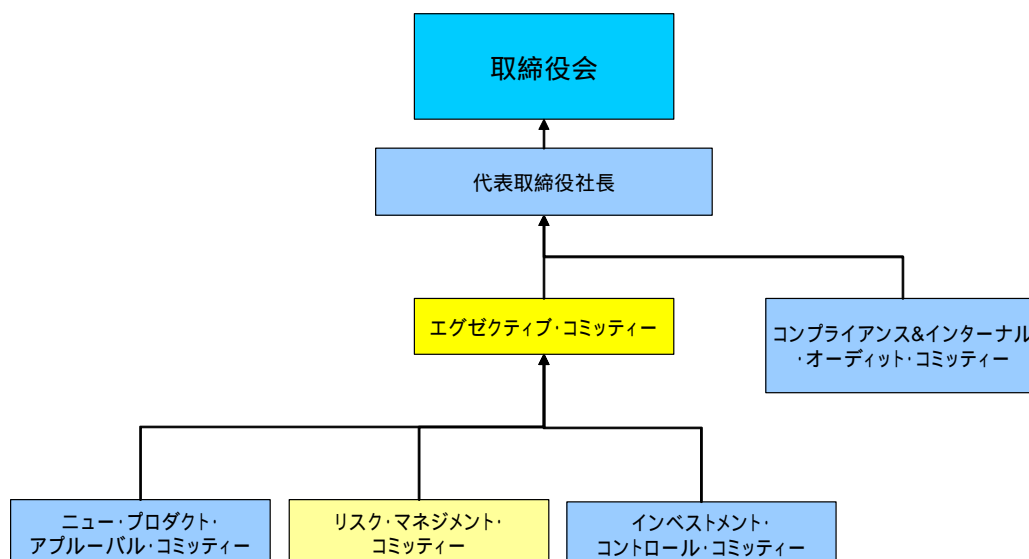 取締役会
代表取締役社長
エグゼクティブ・コミッティー
コンプライアンス&インターナル
・オーディット・コミッティー
ニュー・プロダクト・
アプルーバル・コミッティー
リスク・マネジメント・
コミッティー
インベストメント・
コントロール・コミッティー